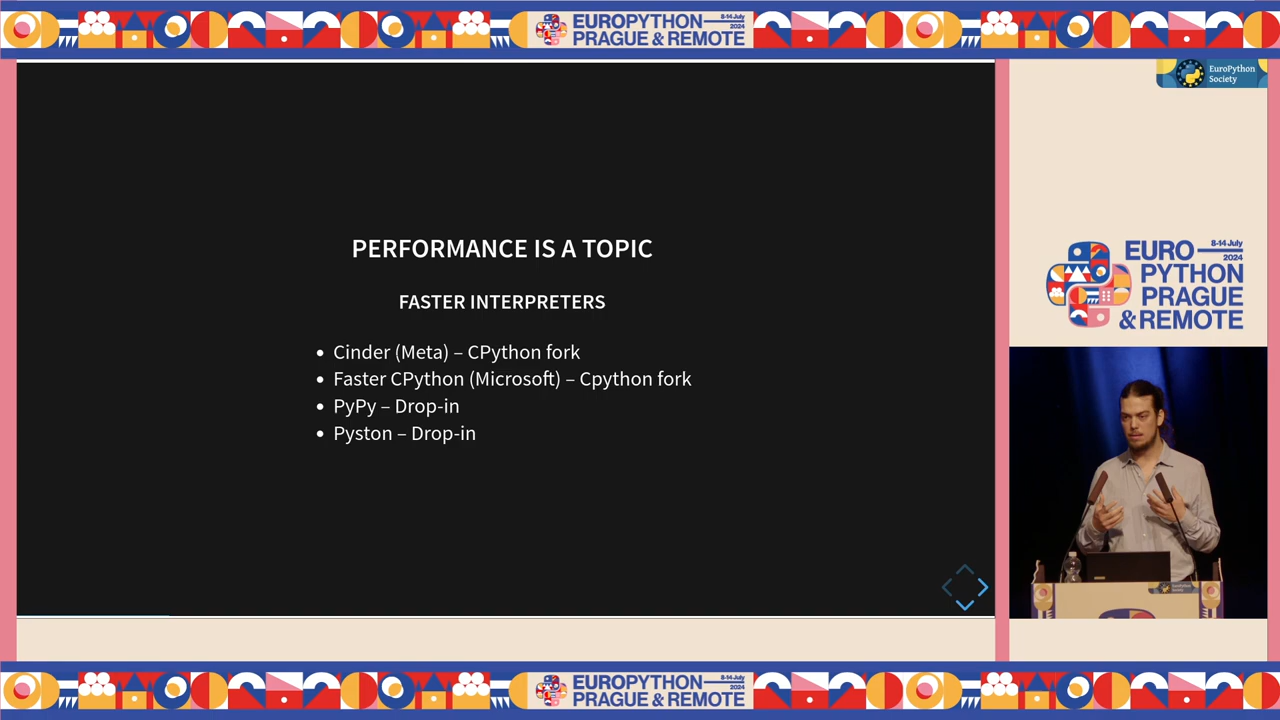 EUROPYTHON 8-14 July
PRAGUE & REMOTE 2024
EuroPython
Society
PERFORMANCE IS A TOPIC
FASTER INTERPRETERS
• Cinder (Meta) – CPython fork
• Faster CPython (Microsoft) – Cpython fork
• PyPy – Drop-in
• Pyston – Drop-in
EURO 8-14 July
2024
PYTHON
PRAGUE
& REMOTE
EUROPYTHON 8-14 July
PRAGUE & REMOTE 2024